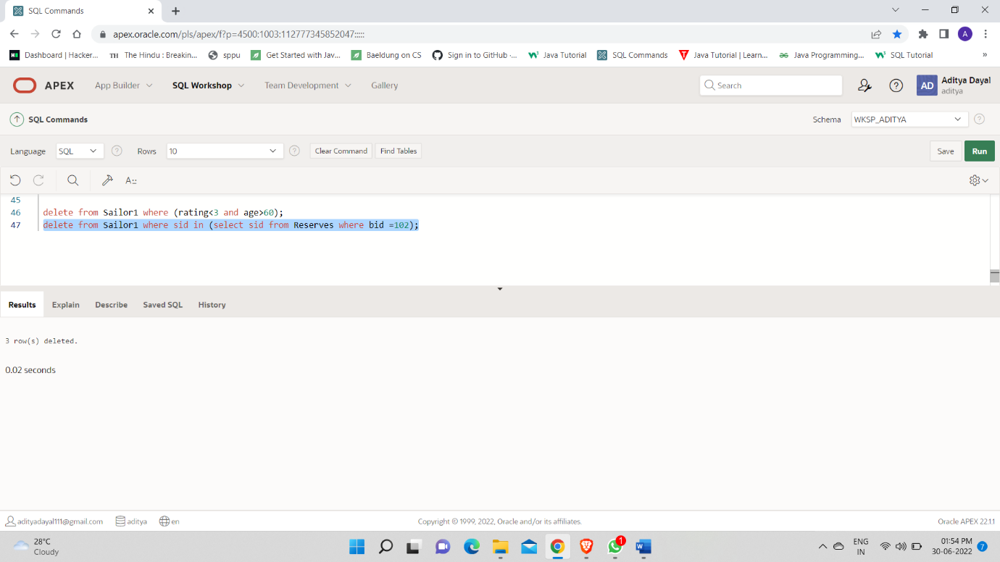 SQL Commands
apex.oracle.com/pls/apex/f?p=4500:1003:112777345852047:::::
A
Dashboard | Hacker... TH The Hindu : Breakin... sppu Get Started with Jav... Baeldung on CS Sign in to GitHub ·... Java Tutorial SQL Commands Java Tutorial | Learn... Java Programming... SQL Tutorial »
APEX App Builder SQL Workshop Team Development Gallery Search AD Aditya Dayal
aditya
SQL Commands Schema WKSP_ADITYA
Language SQL Rows 10 Clear Command Find Tables Save Run
A::
45
46 delete from Sailor1 where (rating<3 and age>60);
47 delete from Sailor1 where sid in (select sid from Reserves where bid =102);
Results Explain Describe Saved SQL History
3 row(s) deleted.
0.02 seconds
adityadayal111@gmail.com aditya en Copyright © 1999, 2022, Oracle and/or its affiliates. Oracle APEX 22.1.1
28°C
Cloudy
1
ENG
IN
01:54 PM
30-06-2022
7